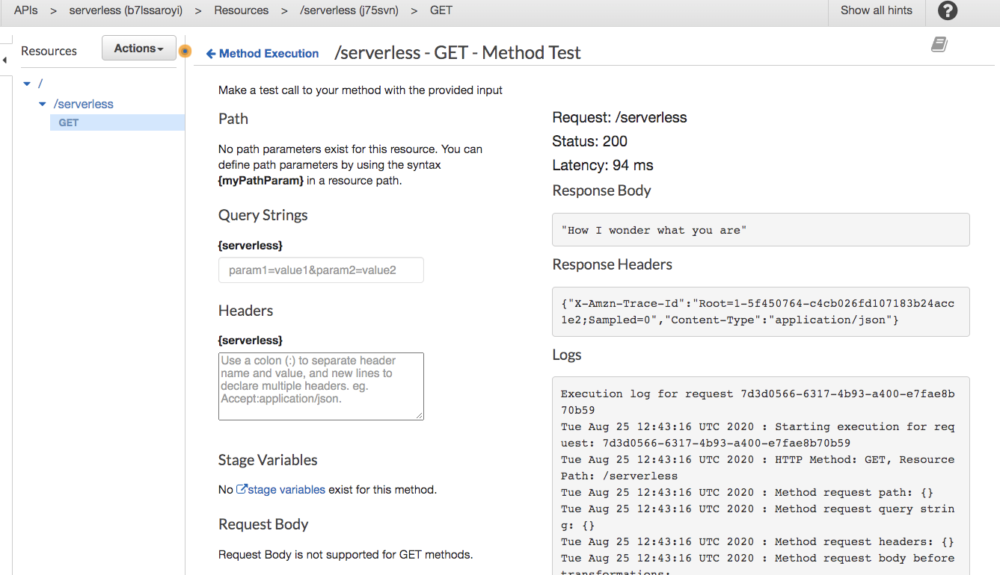 APIs > serverless (b7lssaroyi) > Resources > /serverless (j75svn) > GET
Show all hints
?
Resources
Actions
/
/serverless
GET
Method Execution
/serverless - GET - Method Test
Make a test call to your method with the provided input
Path
No path parameters exist for this resource. You can
define path parameters by using the syntax
{myPathParam} in a resource path.
Query Strings
{serverless}
param1=value1&param2=value2
Headers
{serverless}
Use a colon (:) to separate header
name and value, and new lines to
declare multiple headers. eg.
Accept:application/json.
Stage Variables
No stage variables exist for this method.
Request Body
Request Body is not supported for GET methods.
Request: /serverless
Status: 200
Latency: 94 ms
Response Body
"How I wonder what you are"
Response Headers
{"X-Amzn-Trace-Id":"Root=1-5f450764-c4cb026fd107183b24acc
1e2;Sampled=0","Content-Type":"application/json"}
Logs
Execution log for request 7d3d0566-6317-4b93-a400-e7fae8b
70b59
Tue Aug 25 12:43:16 UTC 2020 : Starting execution for req
uest: 7d3d0566-6317-4b93-a400-e7fae8b70b59
Tue Aug 25 12:43:16 UTC 2020 : HTTP Method: GET, Resource
Path: /serverless
Tue Aug 25 12:43:16 UTC 2020 : Method request path: {}
Tue Aug 25 12:43:16 UTC 2020 : Method request query strin
g: {}
Tue Aug 25 12:43:16 UTC 2020 : Method request headers: {}
Tue Aug 25 12:43:16 UTC 2020 : Method request body before
transformations: